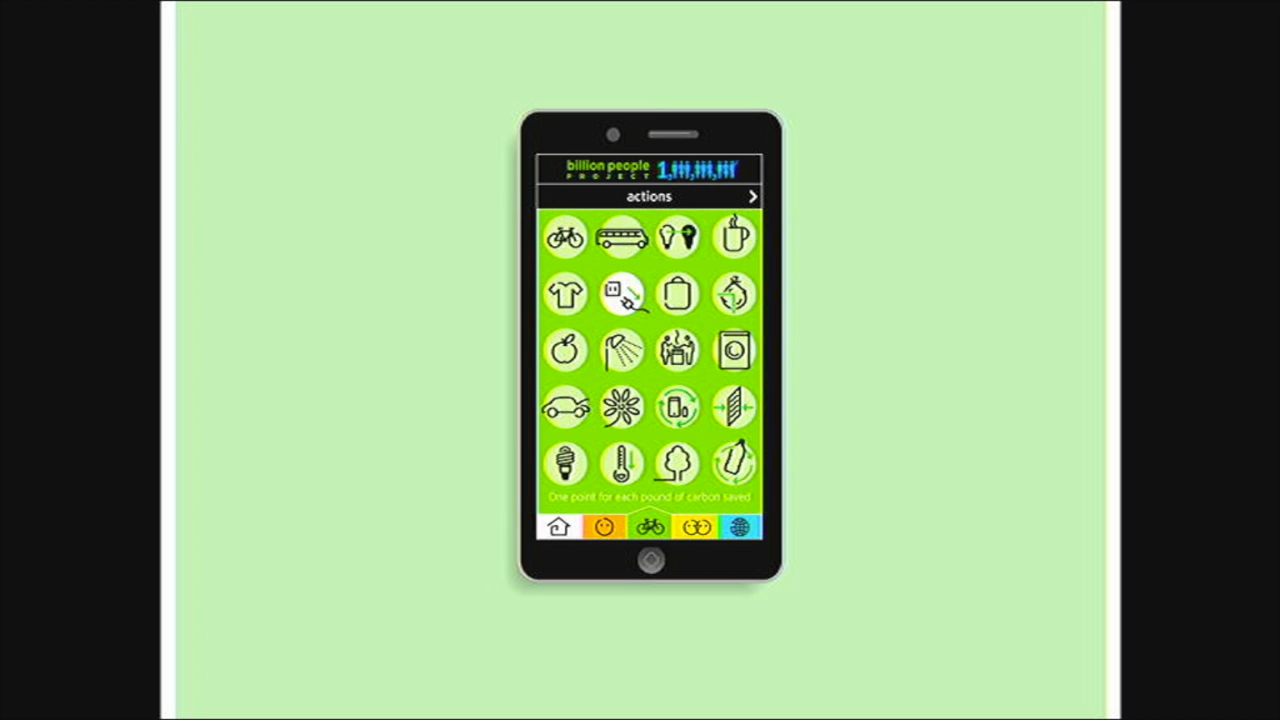 billion people
PROJECT
actions
One point for each pound of carbon saved